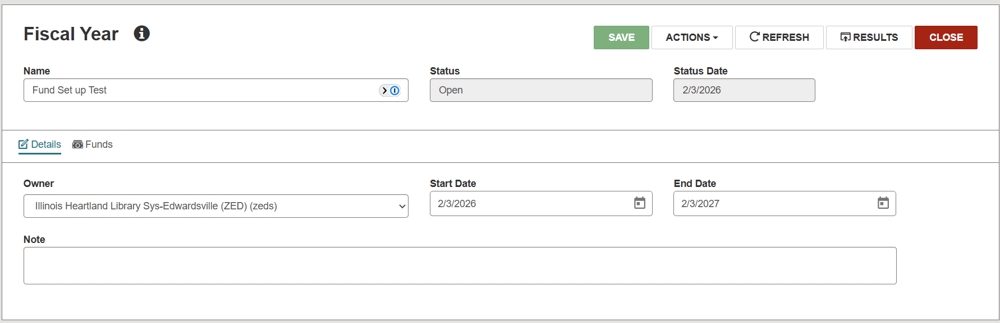 Fiscal Year
SAVE
ACTIONS
REFRESH
RESULTS
CLOSE
Name
Status
Status Date
Fund Set up Test
Open
2/3/2026
Details
Funds
Owner
Start Date
End Date
Illinois Heartland Library Sys-Edwardsville (ZED) (zeds)
2/3/2026
2/3/2027
Note